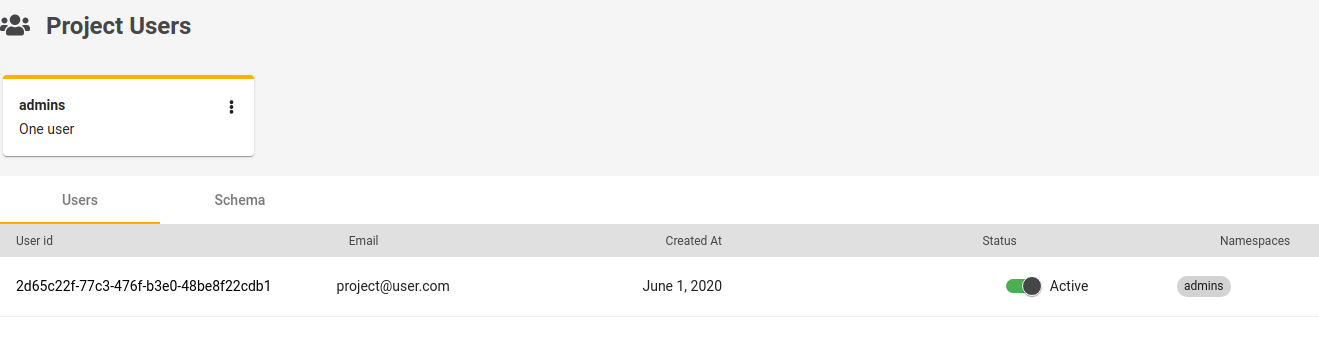 Project Users
admins
One user
Users Schema
User id Email Created At Status Namespaces
2d65c22f-77c3-476f-b3e0-48be8f22cdb1 project@user.com June 1, 2020 Active admins